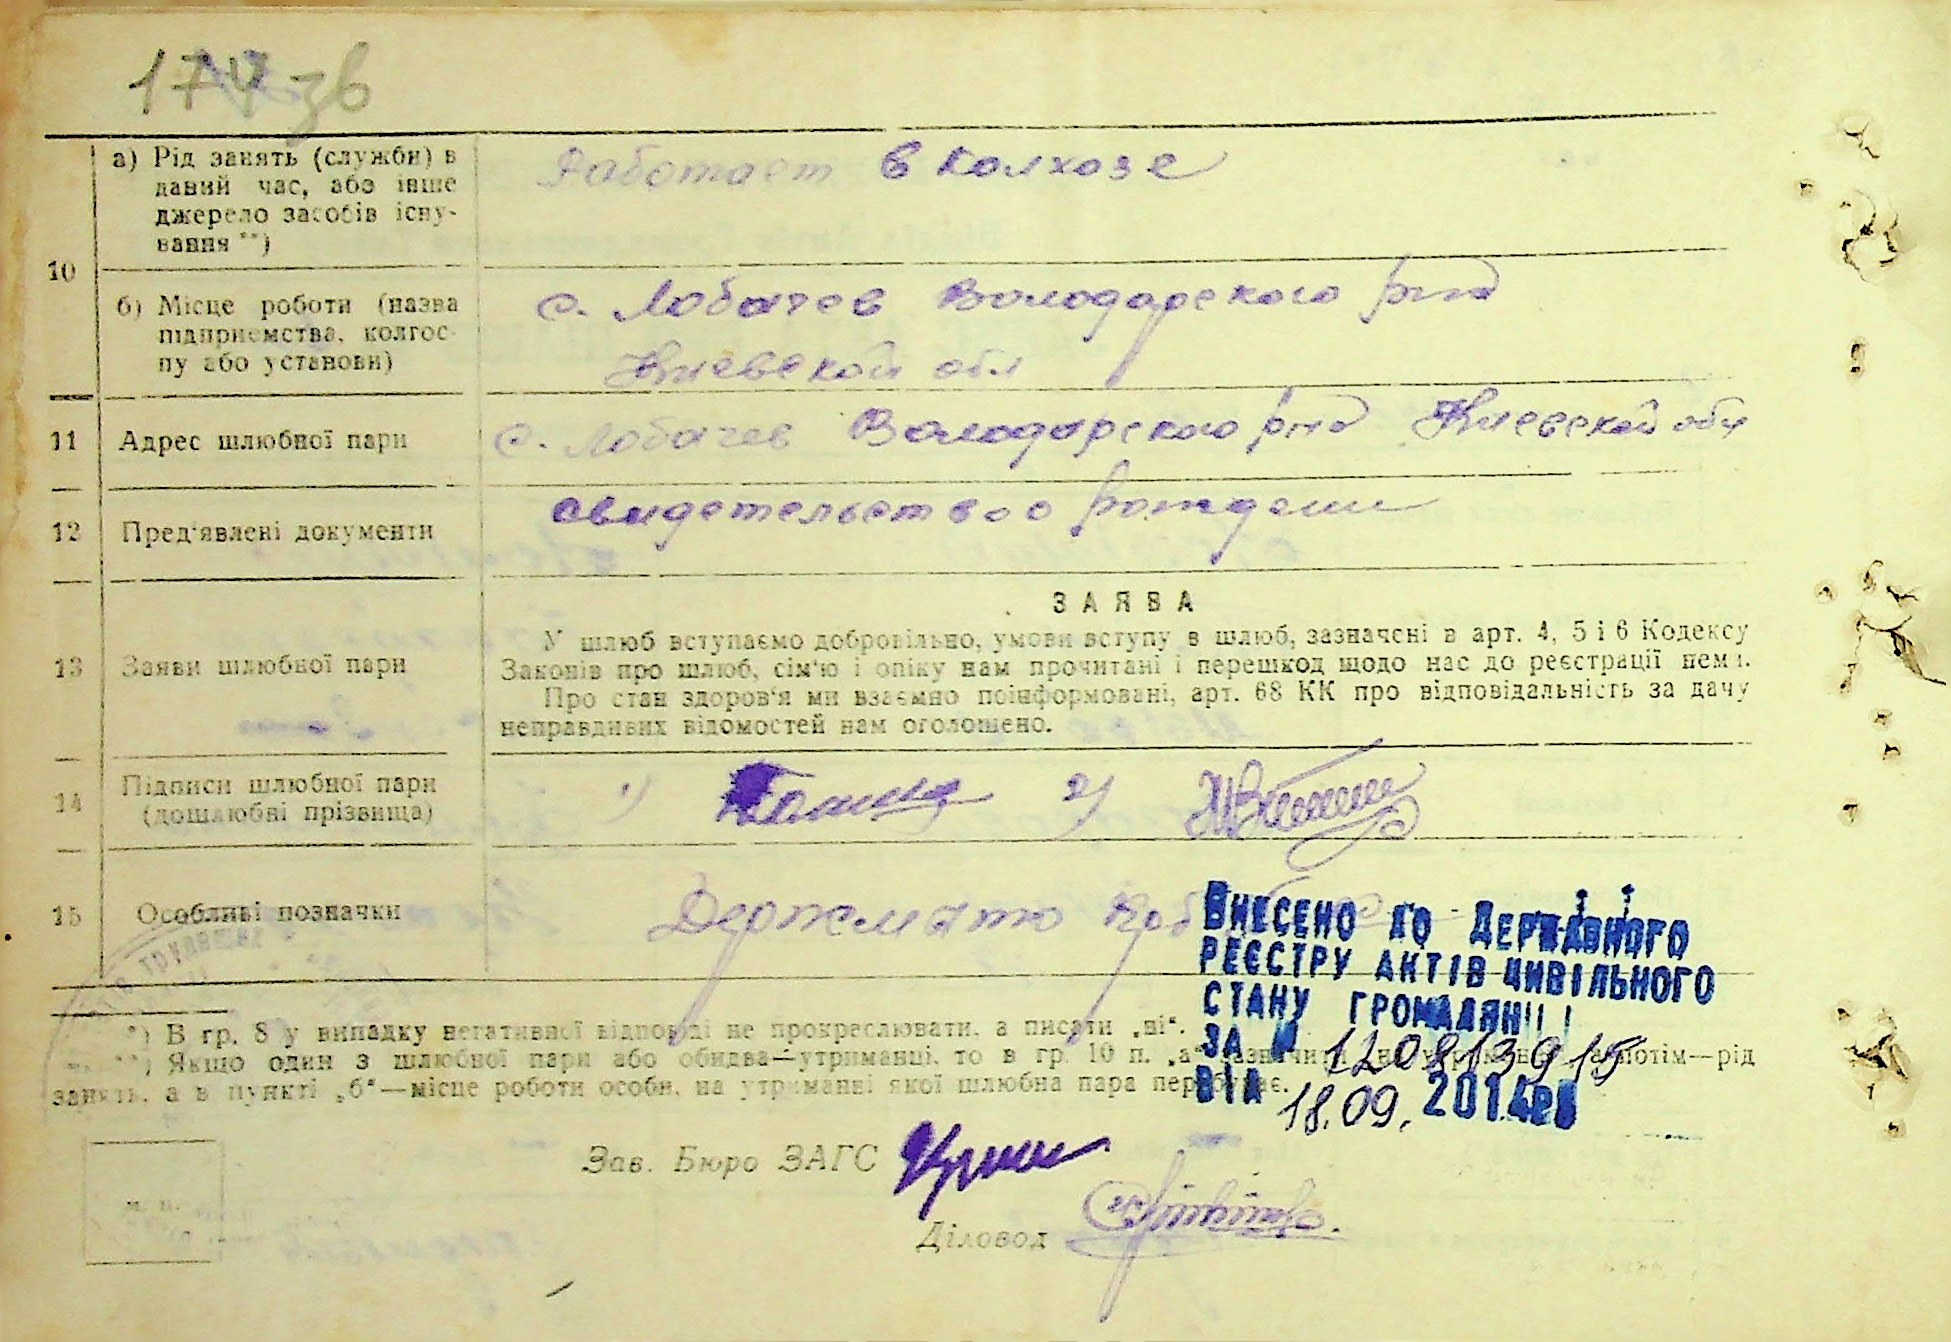 174 зв
10
а) Рід занять (служби) в
даний час, або інше
джерело засобів існу-
вання **)
Работает в колхозе
б) Місце роботи (назва
підприємства, колгос-
пу або установи)
с. Лобачев Володарского р-на
Киевской обл
11 Адрес шлюбної пари
с. Лобачев Володарского р-на Киевской обл
12 Пред'явлені документи
свидетельство о рождении
13 Заяви шлюбної пари
ЗАЯВА
У шлюб вступаємо добровільно, умови вступу в шлюб, зазначені в арт. 4, 5 і 6 Кодексу
Законів про шлюб, сім'ю і опіку нам прочитані і перешкод щодо нас до реєстрації нема.
Про стан здоров'я ми взаємно поінформовані, арт. 68 КК про відповідальність за дачу
неправдивих відомостей нам оголошено.
14 Підписи шлюбної пари
(дошлюбні прізвища)
1) 2)
15 Особливі позначки
ВНЕСЕНО ДО ДЕРЖАВНОГО
РЕЄСТРУ АКТІВ ЦИВІЛЬНОГО
СТАНУ ГРОМАДЯН
ЗА № 120813915
ВІД 18.09. 2014
*) В гр. 8 у випадку негативної відповіді не прокреслювати, а писати „ні“.
**) Якщо один з шлюбної пари або обидва—утриманці, то в гр. 10 п. „а“ зазначити потім—рід
занять, а в пункті „б“—місце роботи особи, на утриманні якої шлюбна пара перебуває.
Зав. Бюро ЗАГС
Діловод
м. п.